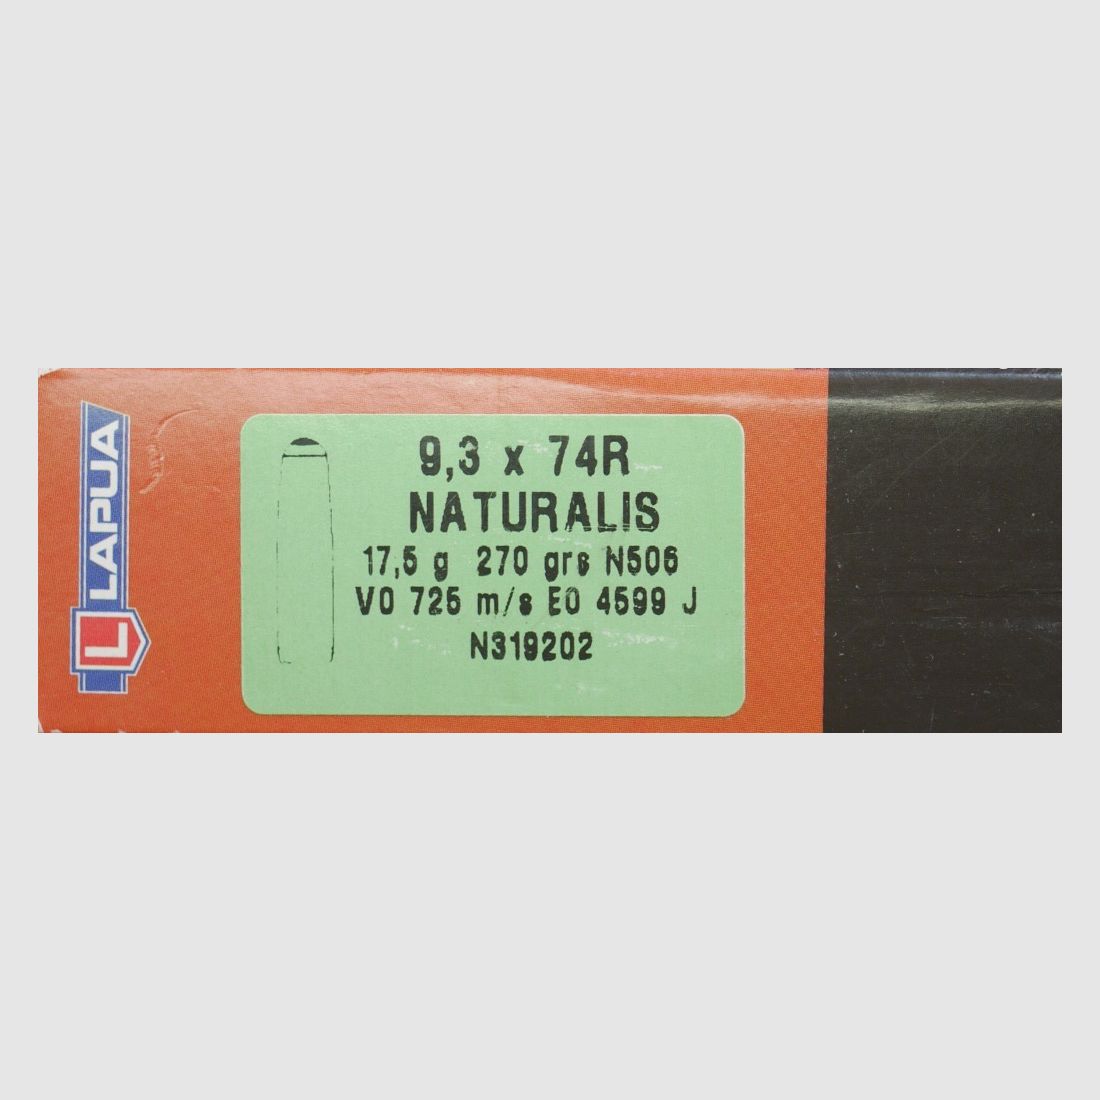 LAPUA
L
9,3 x 74R
NATURALIS
17,5 g 270 grs N506
V0 725 m/s E0 4599 J
N319202